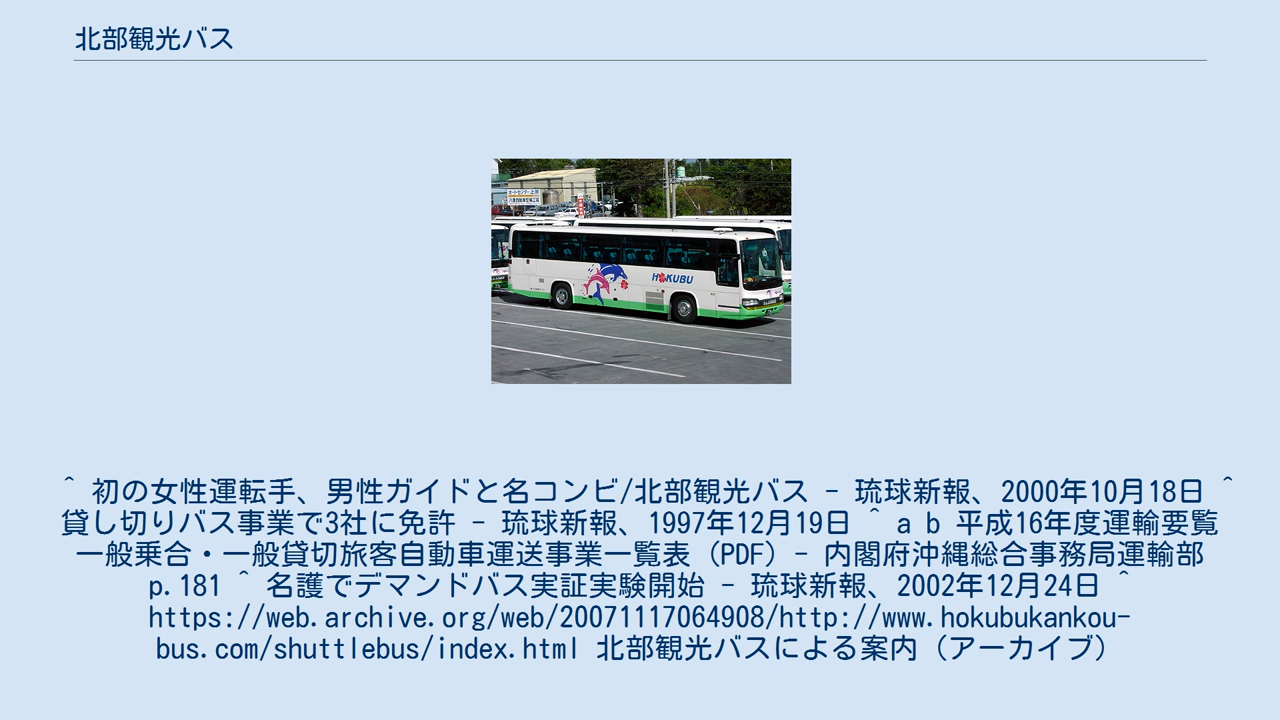 北部観光バス
HOKUBU
^ 初の女性運転手、男性ガイドと名コンビ/北部観光バス - 琉球新報、2000年10月18日 ^
貸し切りバス事業で3社に免許 - 琉球新報、1997年12月19日 ^ a b 平成16年度運輸要覧
一般乗合・一般貸切旅客自動車運送事業一覧表（PDF）- 内閣府沖縄総合事務局運輸部
p.181 ^ 名護でデマンドバス実証実験開始 - 琉球新報、2002年12月24日 ^
https://web.archive.org/web/20071117064908/http://www.hokubukankou-
bus.com/shuttlebus/index.html 北部観光バスによる案内（アーカイブ）